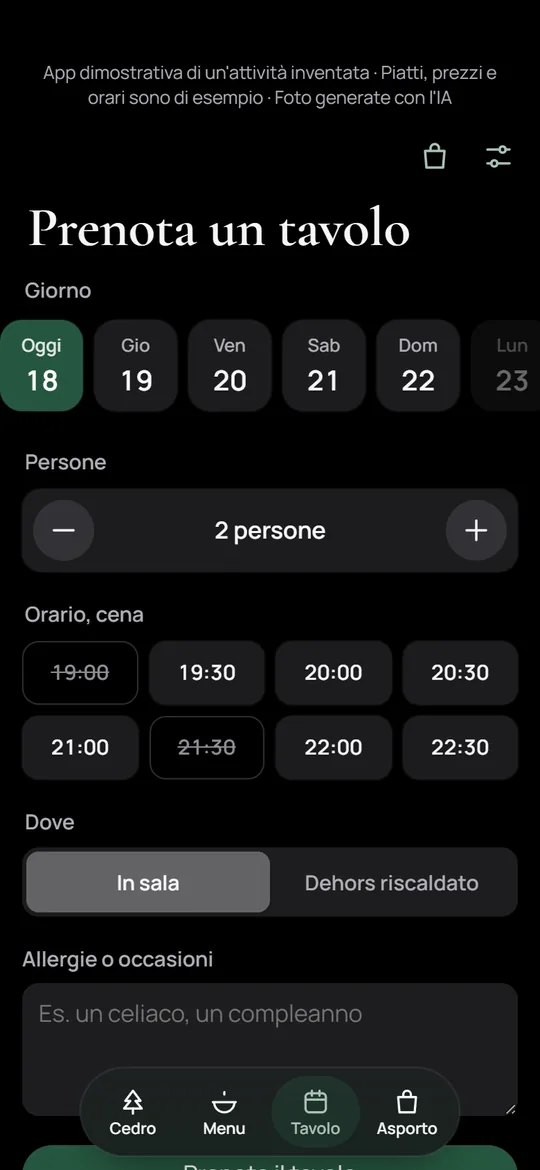 App dimostrativa di un'attività inventata · Piatti, prezzi e
orari sono di esempio · Foto generate con l'IA
Prenota un tavolo
Giorno
Oggi Gio Ven Sab Dom Lun
18 19 20 21 22 23
Persone
2 persone
Orario, cena
19:00 19:30 20:00 20:30
21:00 21:30 22:00 22:30
Dove
In sala Dehors riscaldato
Allergie o occasioni
Es. un celiaco, un compleanno
Cedro Menu Tavolo Asporto